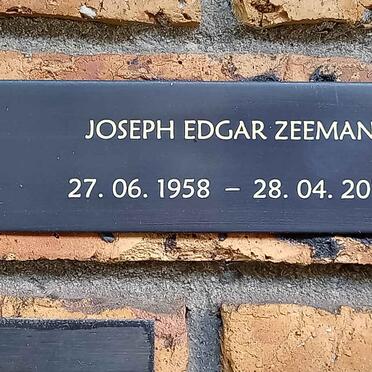 JOSEPH EDGAR ZEEMAN
27. 06. 1958 – 28. 04. 20